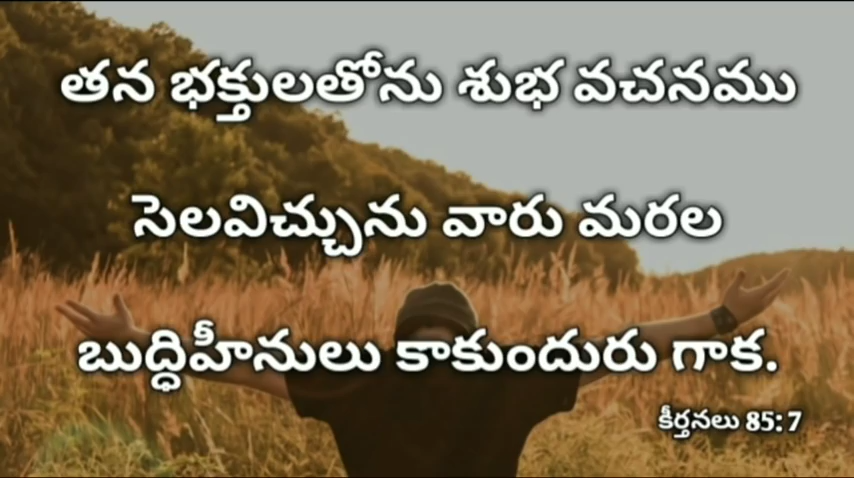 తన భక్తులతోను శుభ వచనము
సెలవిచ్చును వారు మరల
బుద్ధిహీనులు కాకుందురు గాక.
కీర్తనలు 85:7